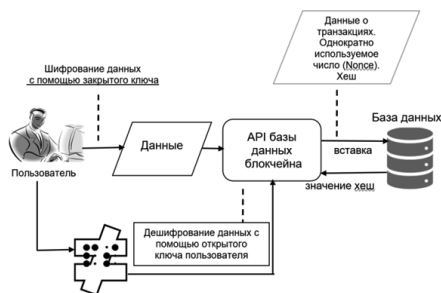 Данные о
транзакциях.
Однократно
используемое
число (Nonce).
Хеш
Шифрование данных
с помощью закрытого ключа
База данных
API базы
данных
блокчейна
Данные
вставка
Пользователь
значение хеш
Дешифрование данных с
помощью открытого
ключа пользователя